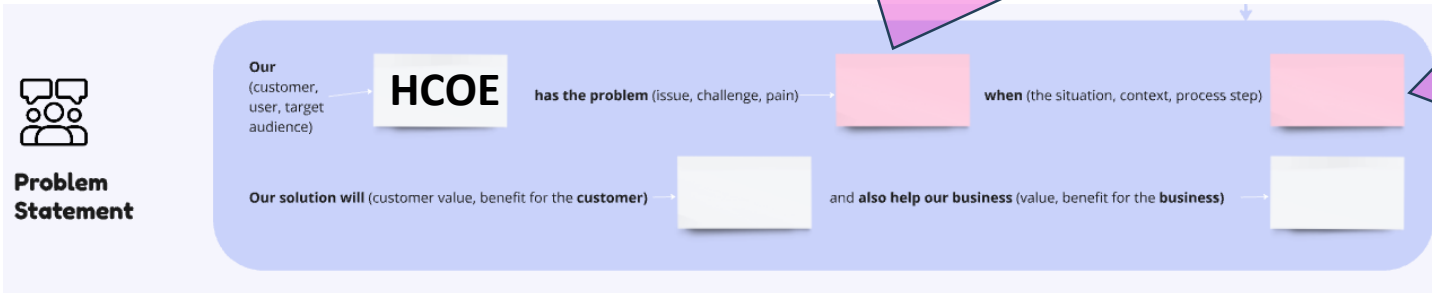 Our
(customer,
user, target
audience)
HCOE
has the problem (issue, challenge, pain)
when (the situation, context, process step)
Problem
Statement
Our solution will (customer value, benefit for the customer)
and also help our business (value, benefit for the business)